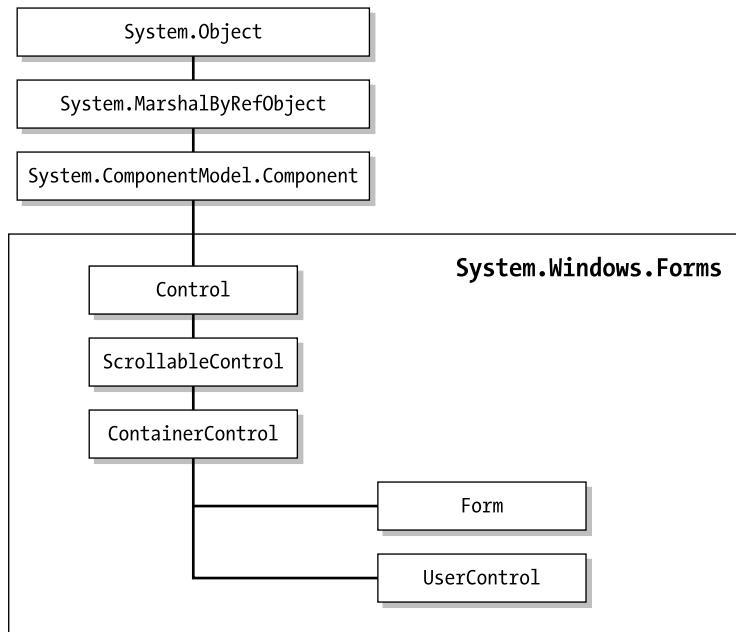 System.Object
System.MarshalByRefObject
System.ComponentModel.Component
System.Windows.Forms
Control
ScrollableControl
ContainerControl
Form
UserControl